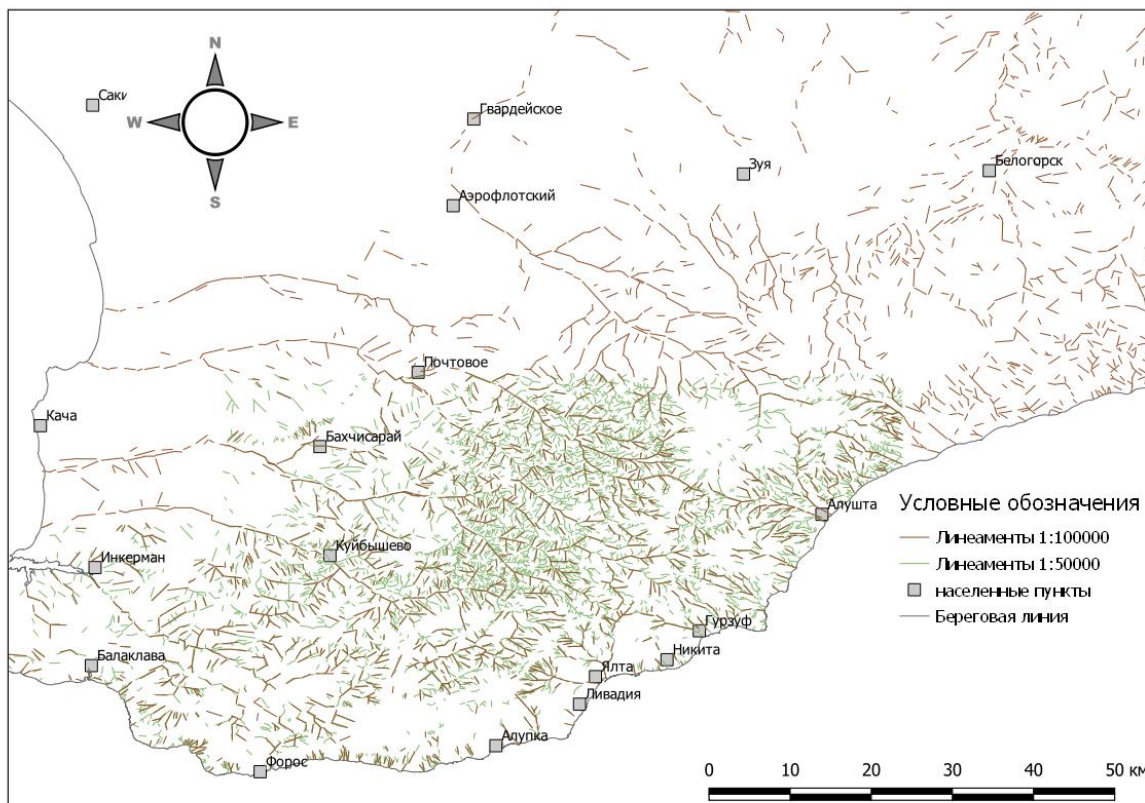 N
Саки
Гвардейское
W
E
Зуя
Белогорск
S
Аэрофлотский
Почтовое
Кача
Бахчисарай
Алушта
Условные обозначения
Линеаменты 1:100000
Куйбышево
Инкерман
Линеаменты 1:50000
населенные пункты
Гурзуф
Береговая линия
Балаклава
Никита
Ялта
Ливадия
Алупка
Форос
0 10 20 30 40 50 км